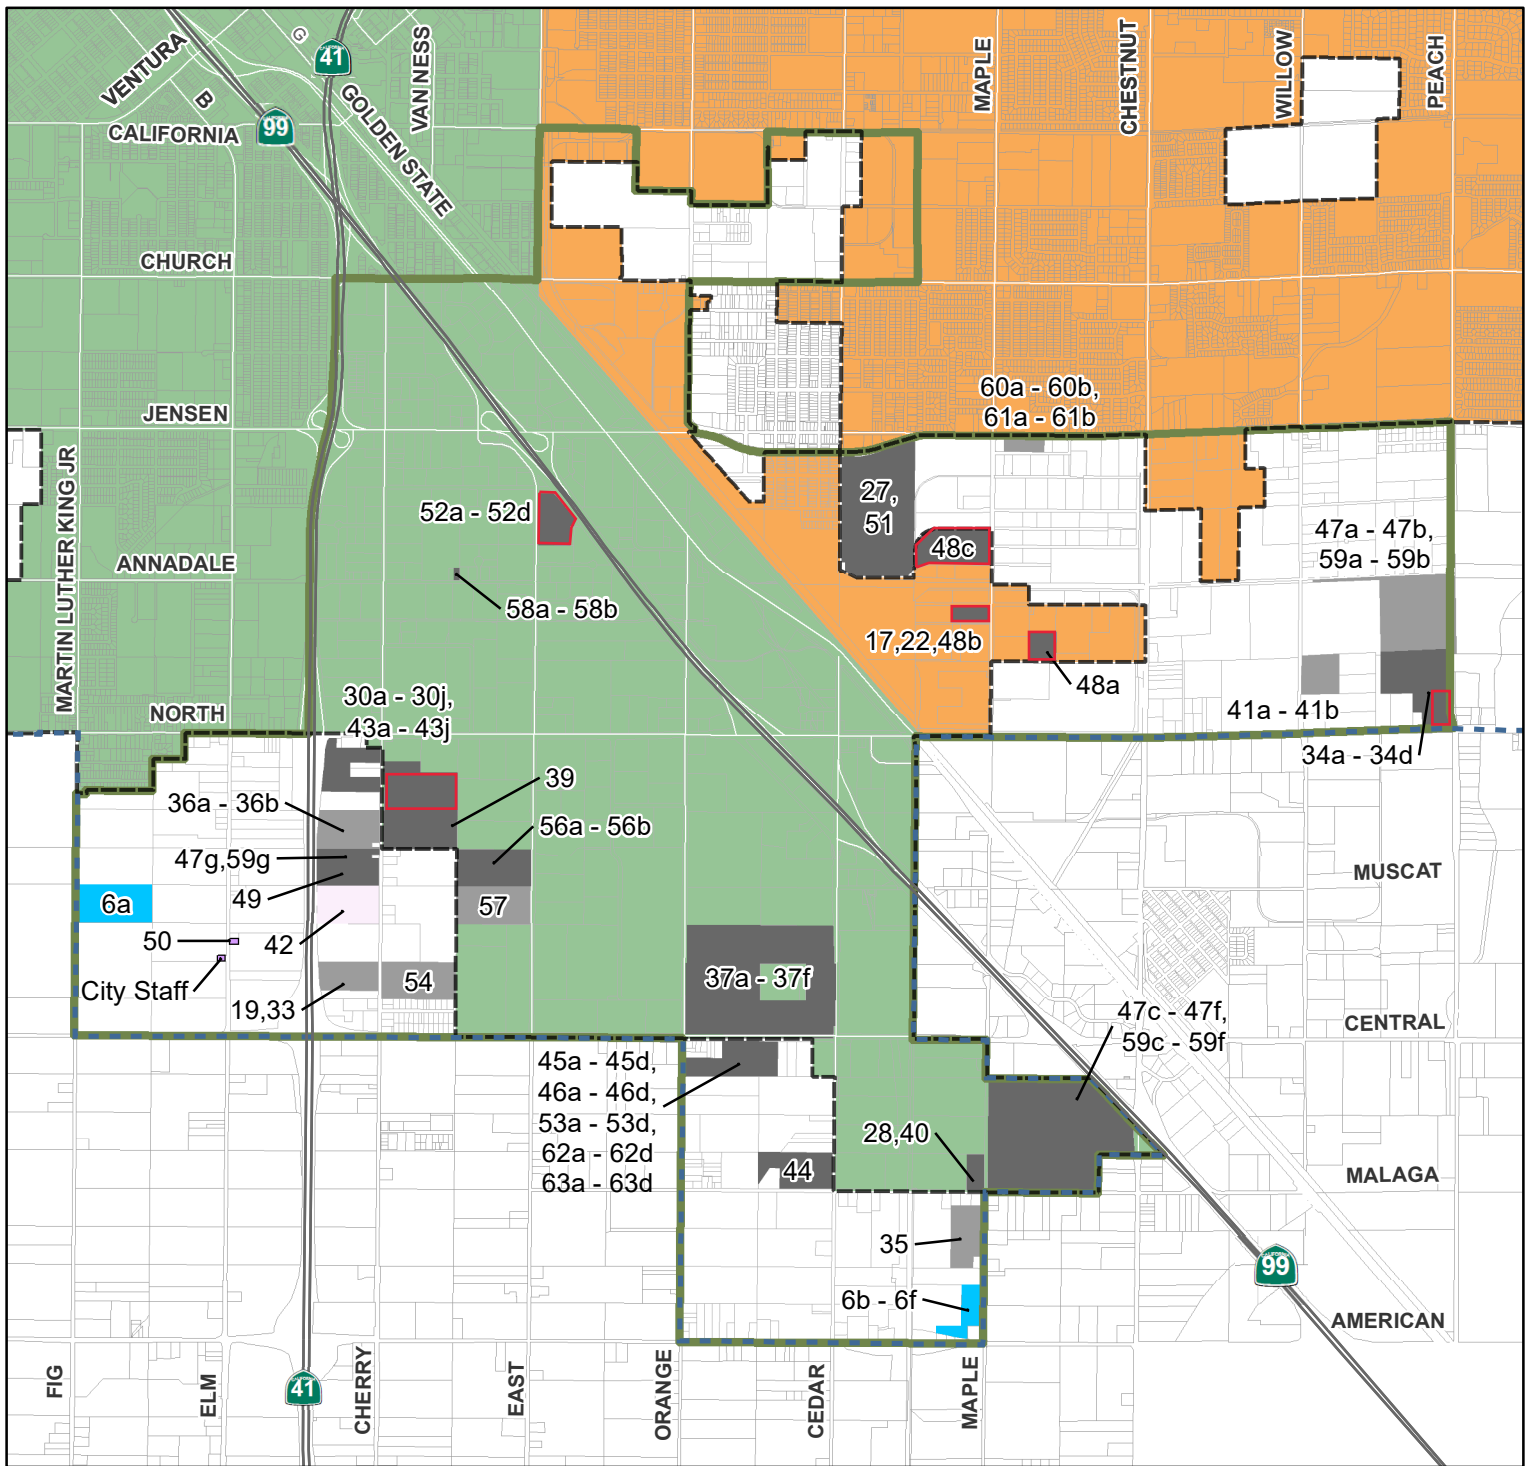 VENTURA
B
G
CALIFORNIA
41
CALIFORNIA
CALIFORNIA
99
GOLDEN STATE
VAN NESS
MAPLE
CHESTNUT
WILLOW
PEACH
CHURCH
JENSEN
ANNADALE
NORTH
MARTIN LUTHER KING JR
60a - 60b,
61a - 61b
52a - 52d
58a - 58b
27,
51
48c
17,22,48b
48a
47a - 47b,
59a - 59b
41a - 41b
34a - 34d
30a - 30j,
43a - 43j
39
36a - 36b
56a - 56b
47g,59g
49
6a
50
42
57
City Staff
19,33
54
37a - 37f
MUSCAT
CENTRAL
47c - 47f,
59c - 59f
45a - 45d,
46a - 46d,
53a - 53d,
62a - 62d
63a - 63d
28,40
44
MALAGA
35
6b - 6f
CALIFORNIA
99
AMERICAN
FIG
ELM
CALIFORNIA
41
CHERRY
EAST
ORANGE
CEDAR
MAPLE